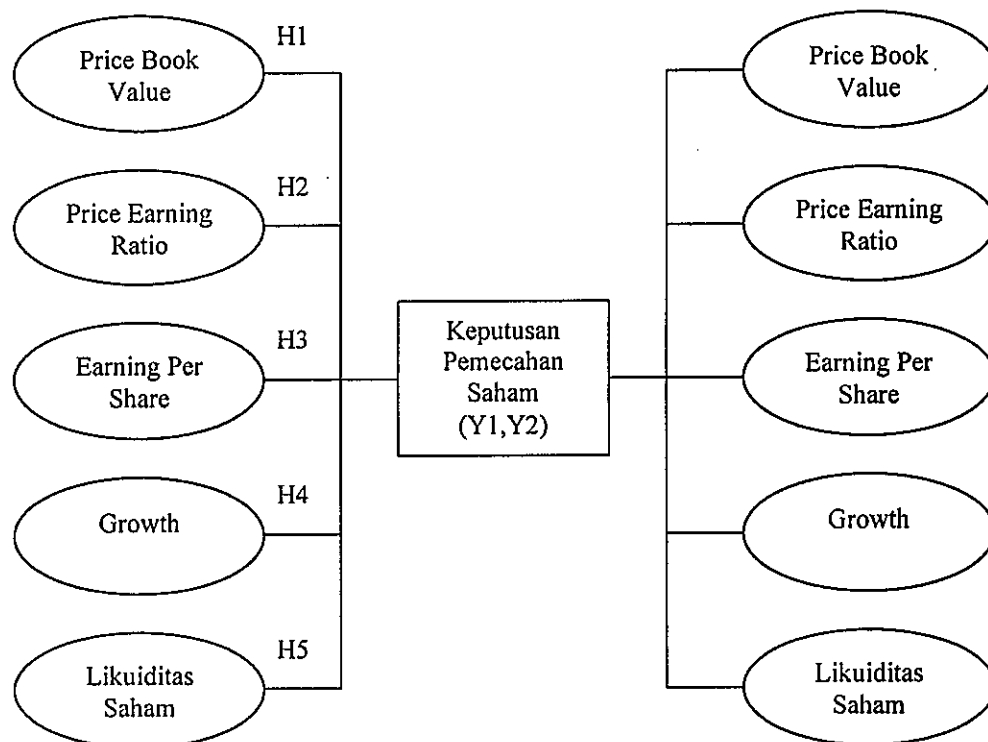 H1
Price Book
Value
H2
Price Earning
Ratio
H3
Earning Per
Share
H4
Growth
H5
Likuiditas
Saham
Keputusan
Pemecahan
Saham
(Y1,Y2)
Price Book
Value
Price Earning
Ratio
Earning Per
Share
Growth
Likuiditas
Saham